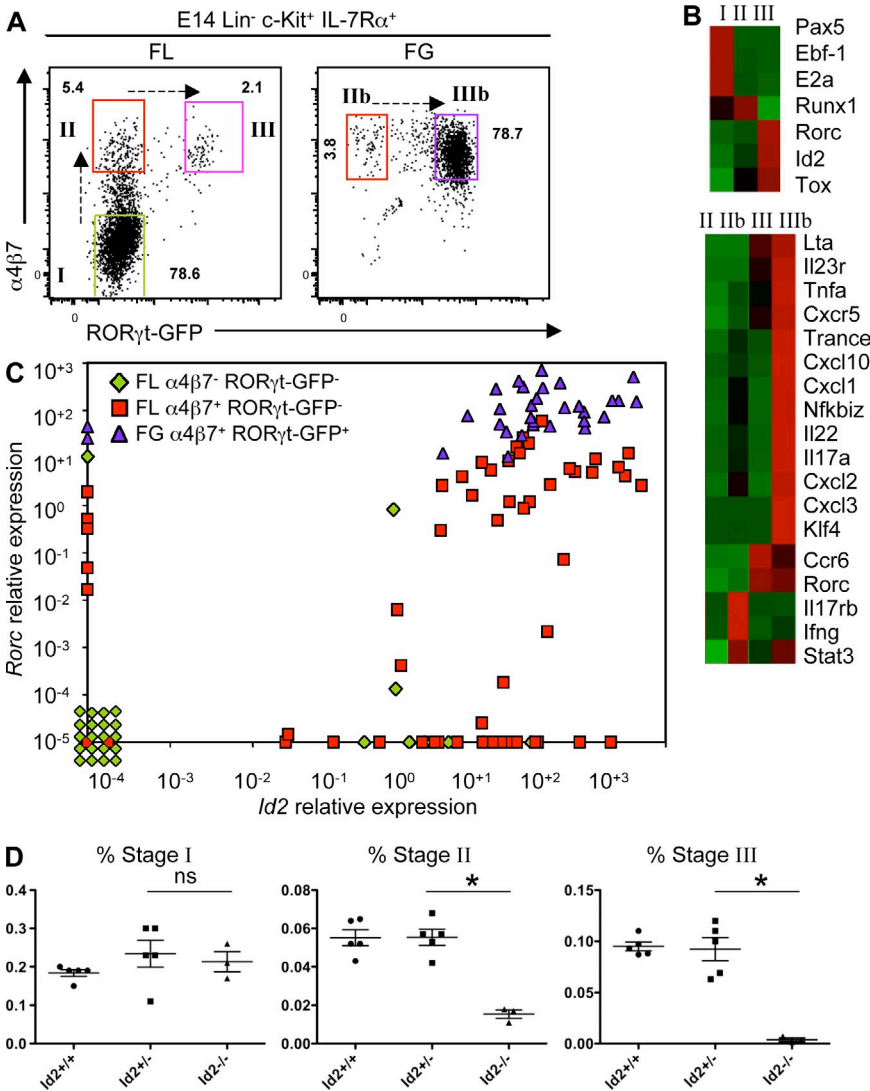 A
E14 Lin- c-Kit+ IL-7Rα+
FL
FG
5.4
2.1
II
III
I
78.6
0
0
IIb
IIIb
3.8
78.7
0
0
α4β7
RORγt-GFP
B
I II III
Pax5
Ebf-1
E2a
Runx1
Rorc
Id2
Tox
II IIb III IIIb
Lta
Il23r
Tnfa
Cxcr5
Trance
Cxcl10
Cxcl1
Nfkbiz
Il22
Il17a
Cxcl2
Cxcl3
Klf4
Ccr6
Rorc
Il17rb
Ifng
Stat3
C
FL α4β7- RORγt-GFP-
FL α4β7+ RORγt-GFP-
FG α4β7+ RORγt-GFP+
Rorc relative expression
10+3
10+2
10+1
100
10-1
10-2
10-3
10-4
10-5
10-4 10-3 10-2 10-1 100 10+1 10+2 10+3
Id2 relative expression
D
% Stage I
ns
0.4
0.3
0.2
0.1
0.0
Id2+/+ Id2+/- Id2-/-
% Stage II
*
0.08
0.06
0.04
0.02
0.00
Id2+/+ Id2+/- Id2-/-
% Stage III
*
0.15
0.10
0.05
0.00
Id2+/+ Id2+/- Id2-/-